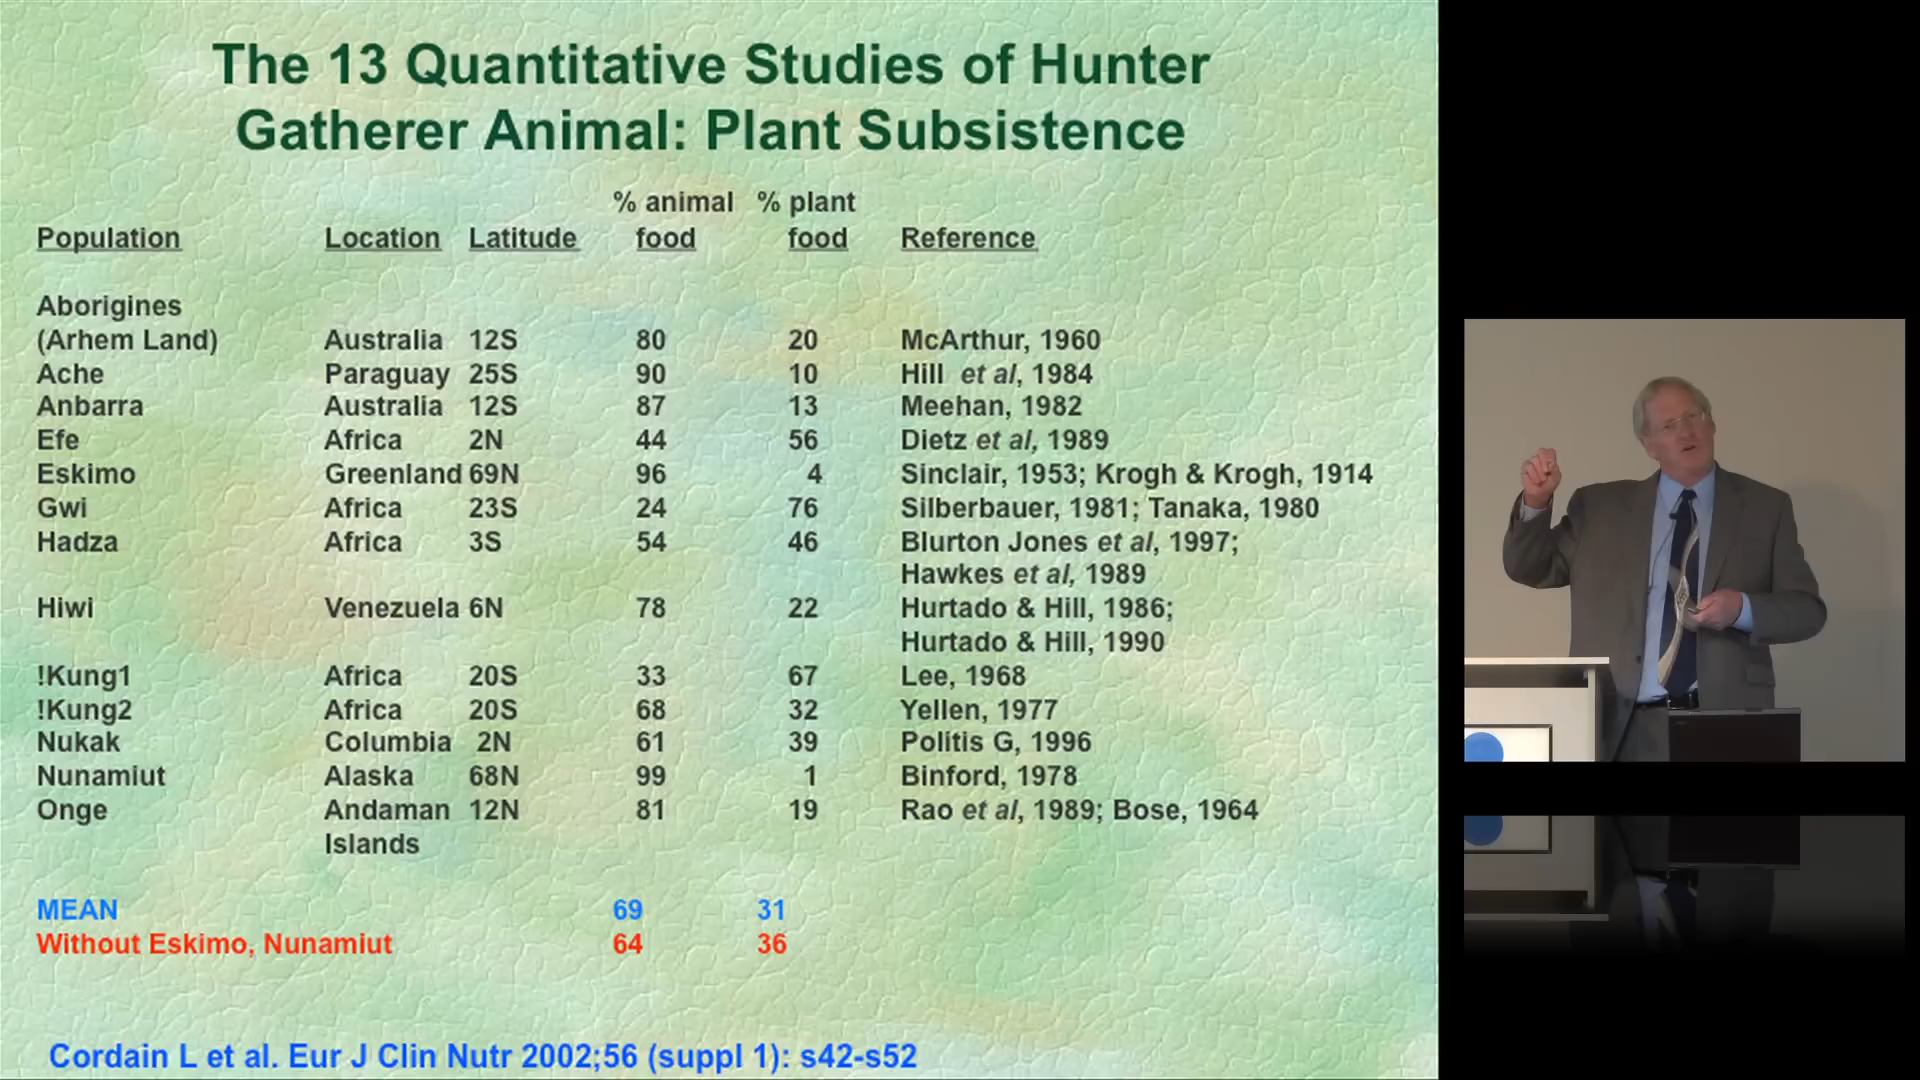 The 13 Quantitative Studies of Hunter
Gatherer Animal: Plant Subsistence
% animal % plant
Population Location Latitude food food Reference
Aborigines
(Arhem Land) Australia 12S 80 20 McArthur, 1960
Ache Paraguay 25S 90 10 Hill et al, 1984
Anbarra Australia 12S 87 13 Meehan, 1982
Efe Africa 2N 44 56 Dietz et al, 1989
Eskimo Greenland 69N 96 4 Sinclair, 1953; Krogh & Krogh, 1914
Gwi Africa 23S 24 76 Silberbauer, 1981; Tanaka, 1980
Hadza Africa 3S 54 46 Blurton Jones et al, 1997;
Hawkes et al, 1989
Hiwi Venezuela 6N 78 22 Hurtado & Hill, 1986;
Hurtado & Hill, 1990
!Kung1 Africa 20S 33 67 Lee, 1968
!Kung2 Africa 20S 68 32 Yellen, 1977
Nukak Columbia 2N 61 39 Politis G, 1996
Nunamiut Alaska 68N 99 1 Binford, 1978
Onge Andaman 12N 81 19 Rao et al, 1989; Bose, 1964
Islands
MEAN 69 31
Without Eskimo, Nunamiut 64 36
Cordain L et al. Eur J Clin Nutr 2002;56 (suppl 1): s42-s52